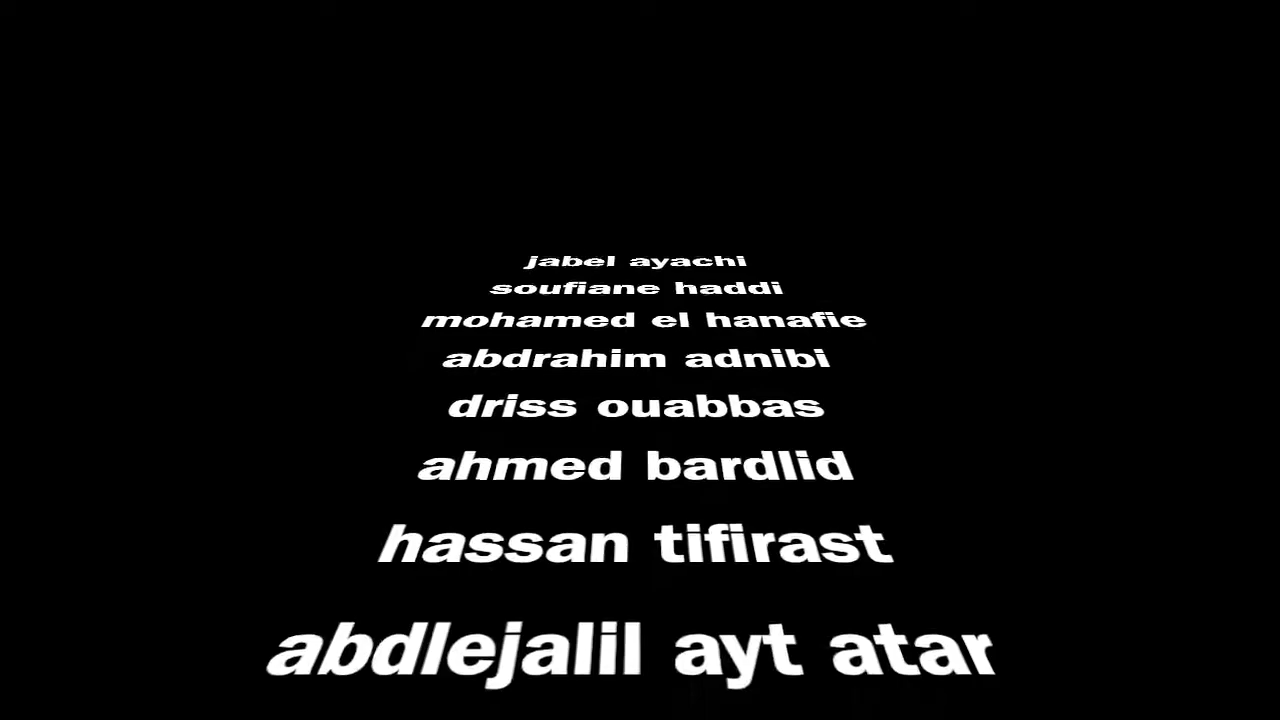 jabel ayachi
soufiane haddi
mohamed el hanafie
abdrahim adnibi
driss ouabbas
ahmed bardlid
hassan tifirast
abdlejalil ayt atar